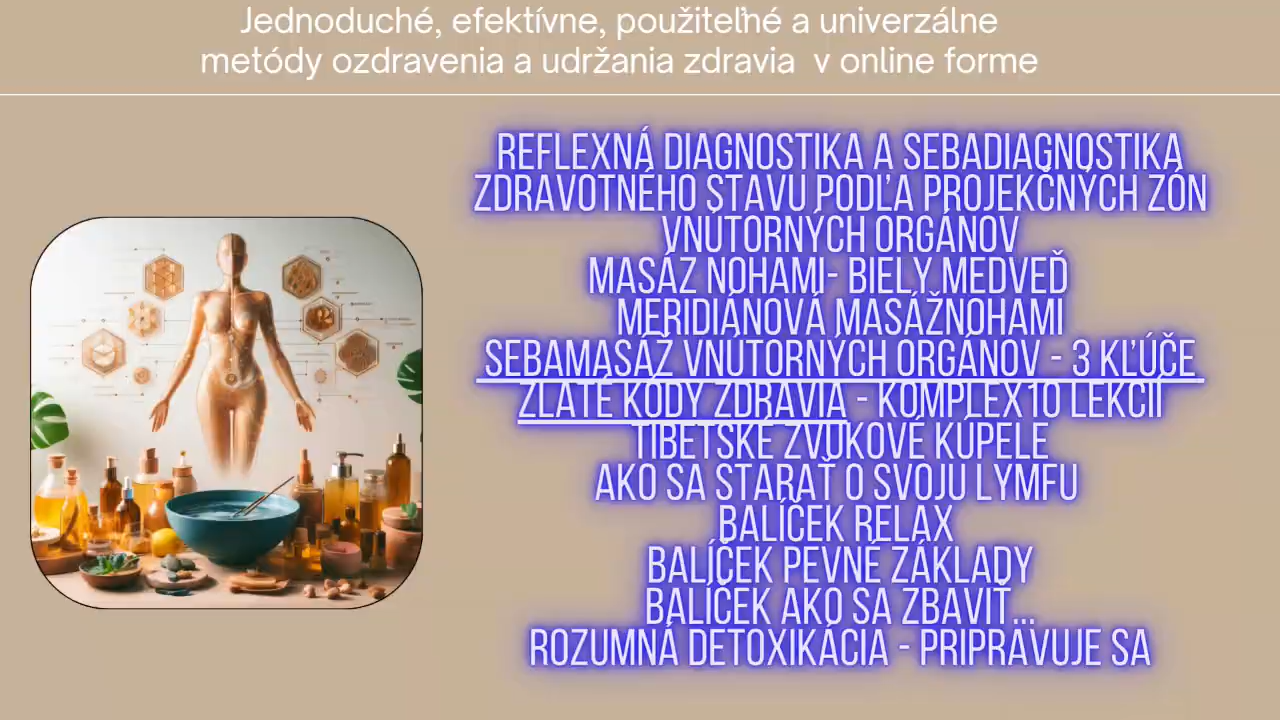 Jednoduché, efektívne, použiteľné a univerzálne
metódy ozdravenia a udržania zdravia v online forme
REFLEXNÁ DIAGNOSTIKA A SEBADIAGNOSTIKA
ZDRAVOTNÉHO STAVU PODĽA PROJEKČNÝCH ZÓN
VNÚTORNÝCH ORGÁNOV
MASÁZ NOHAMI- BIELY MEDVEĎ
MERIDIÁNOVÁ MASÁŽNOHAMI
SEBAMASÁŽ VNÚTORNÝCH ORGÁNOV - 3 KĽÚČE
ZLATÉ KÓDY ZDRAVIA - KOMPLEX10 LEKCIÍ
TIBETSKÉ ZVUKOVÉ KÚPELE
AKO SA STARAŤ O SVOJU LYMFU
BALÍČEK RELAX
BALÍČEK PEVNÉ ZÁKLADY
BALÍČEK AKO SA ZBAVIŤ...
ROZUMNÁ DETOXIKÁCIA - PRIPRAVUJE SA